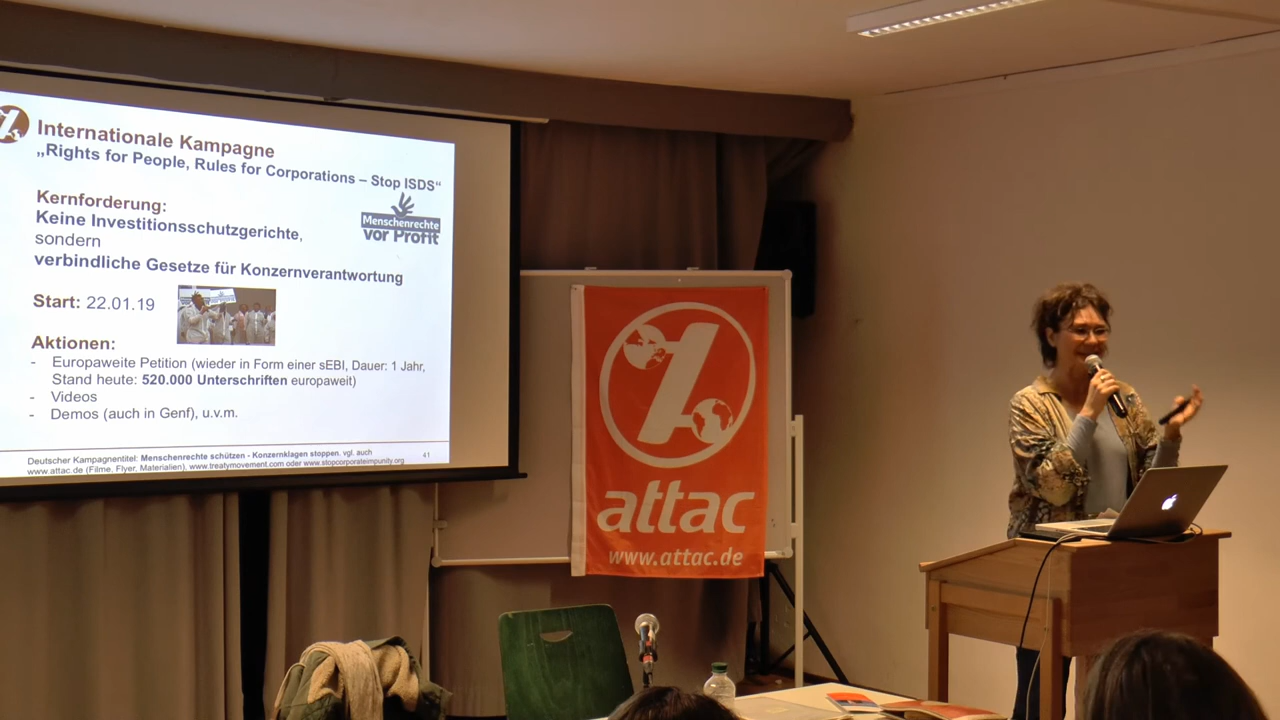 Internationale Kampagne
„Rights for People, Rules for Corporations – Stop ISDS“
Kernforderung:
Keine Investitionsschutzgerichte,
sondern
verbindliche Gesetze für Konzernverantwortung
Menschenrechte
vor Profit
Start: 22.01.19
Aktionen:
- Europaweite Petition (wieder in Form einer sEBI, Dauer: 1 Jahr,
Stand heute: 520.000 Unterschriften europaweit)
- Videos
- Demos (auch in Genf), u.v.m.
Deutscher Kampagnentitel: Menschenrechte schützen - Konzernklagen stoppen, vgl. auch
www.attac.de (Filme, Flyer, Materialien), www.treatymovement.com oder www.stopcorporateimpunity.org
41
attac
www.attac.de